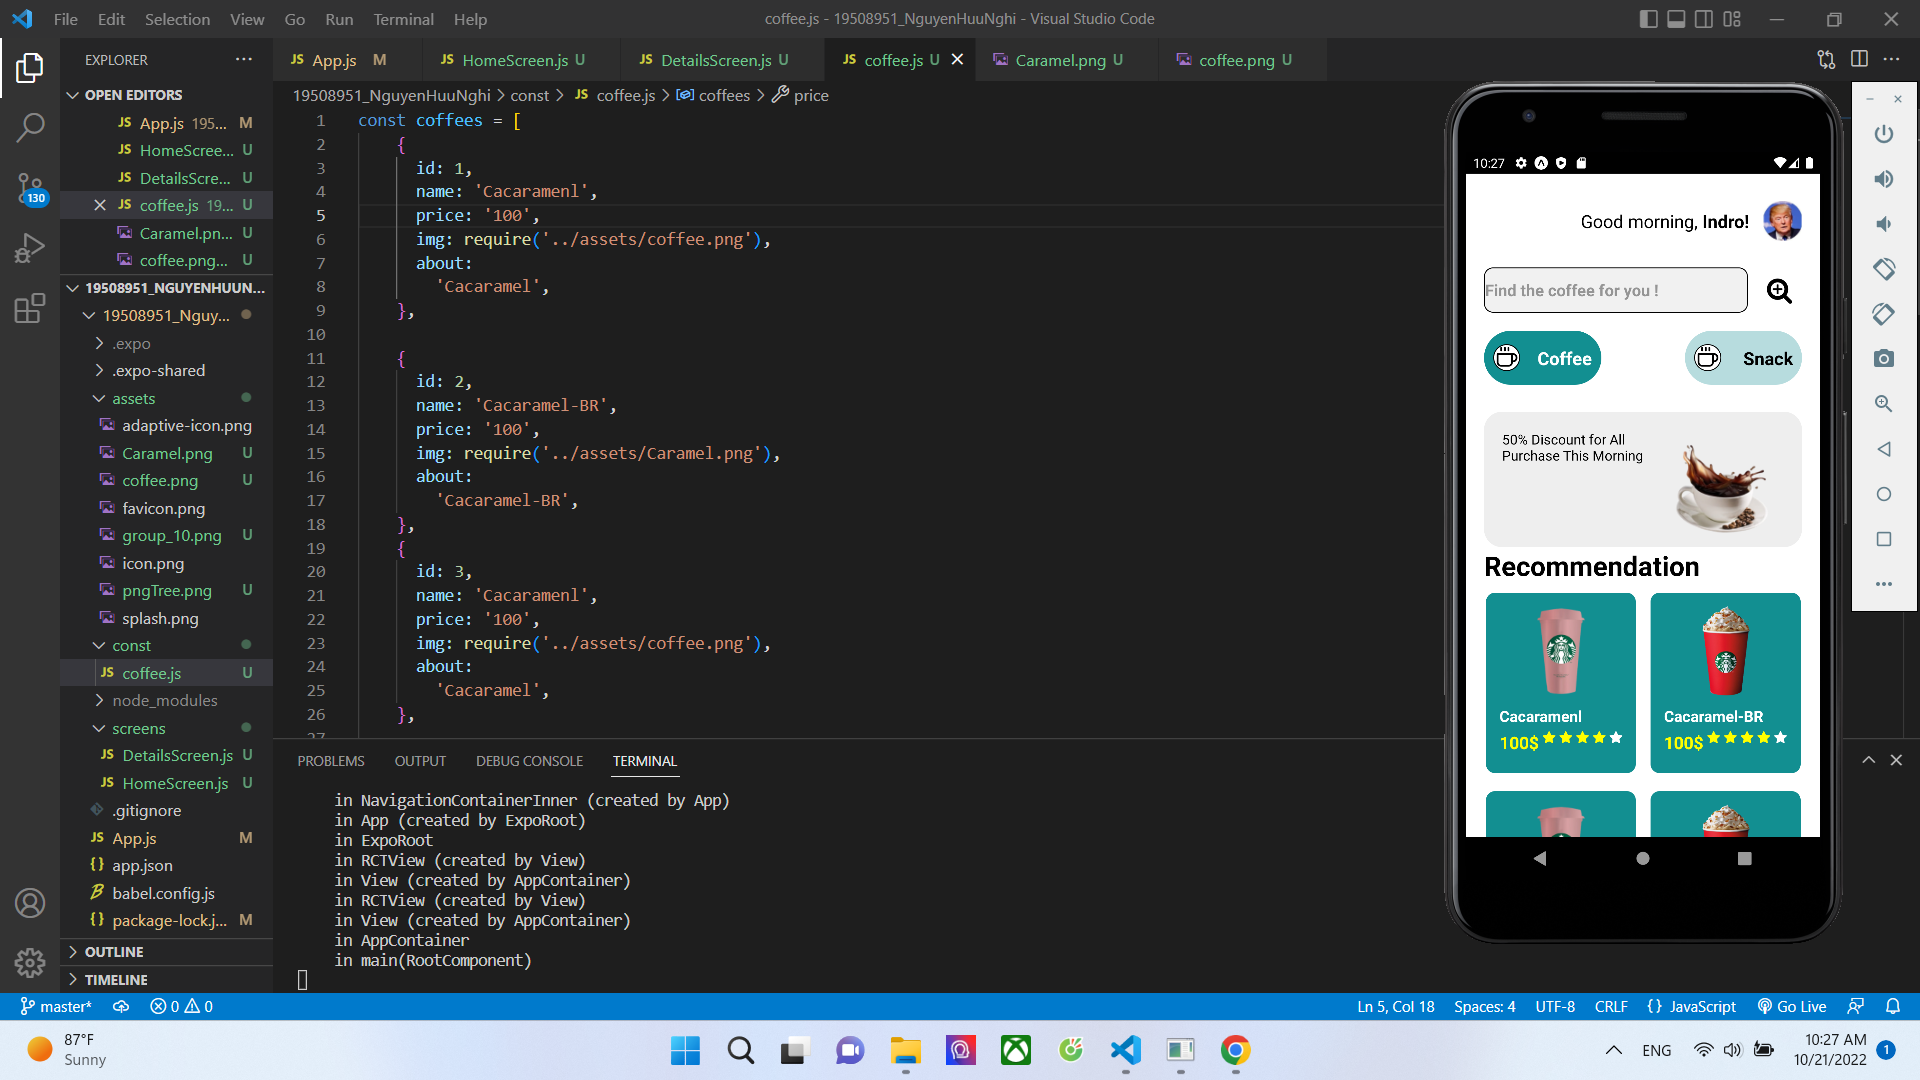 File Edit Selection View Go Run Terminal Help
coffee.js - 19508951_NguyenHuuNghi - Visual Studio Code
EXPLORER
OPEN EDITORS
JS App.js 195... M
JS HomeScree... U
JS DetailsScre... U
JS coffee.js 19... U
Caramel.pn... U
coffee.png... U
19508951_NGUYENHUUN...
19508951_Nguy...
.expo
.expo-shared
assets
adaptive-icon.png
Caramel.png U
coffee.png U
favicon.png
group_10.png U
icon.png
pngTree.png U
splash.png
const
JS coffee.js U
node_modules
screens
JS DetailsScreen.js U
JS HomeScreen.js U
.gitignore
JS App.js M
{} app.json
babel.config.js
{} package-lock.j... M
OUTLINE
TIMELINE
130
JS App.js M
JS HomeScreen.js U
JS DetailsScreen.js U
JS coffee.js U
Caramel.png U
coffee.png U
19508951_NguyenHuuNghi > const > JS coffee.js > coffees > price
1 const coffees = [
2 {
3 id: 1,
4 name: 'Cacaramenl',
5 price: '100',
6 img: require('../assets/coffee.png'),
7 about:
8 'Cacaramel',
9 },
10
11 {
12 id: 2,
13 name: 'Cacaramel-BR',
14 price: '100',
15 img: require('../assets/Caramel.png'),
16 about:
17 'Cacaramel-BR',
18 },
19 {
20 id: 3,
21 name: 'Cacaramenl',
22 price: '100',
23 img: require('../assets/coffee.png'),
24 about:
25 'Cacaramel',
26 },
27
PROBLEMS OUTPUT DEBUG CONSOLE TERMINAL
in NavigationContainerInner (created by App)
in App (created by ExpoRoot)
in ExpoRoot
in RCTView (created by View)
in View (created by AppContainer)
in RCTView (created by View)
in View (created by AppContainer)
in AppContainer
in main(RootComponent)
10:27
Good morning, Indro!
Find the coffee for you !
Coffee
Snack
50% Discount for All
Purchase This Morning
Recommendation
Cacaramenl
100$
Cacaramel-BR
100$
master* 0 0
Ln 5, Col 18 Spaces: 4 UTF-8 CRLF {} JavaScript Go Live
87°F
Sunny
ENG
10:27 AM
10/21/2022
1